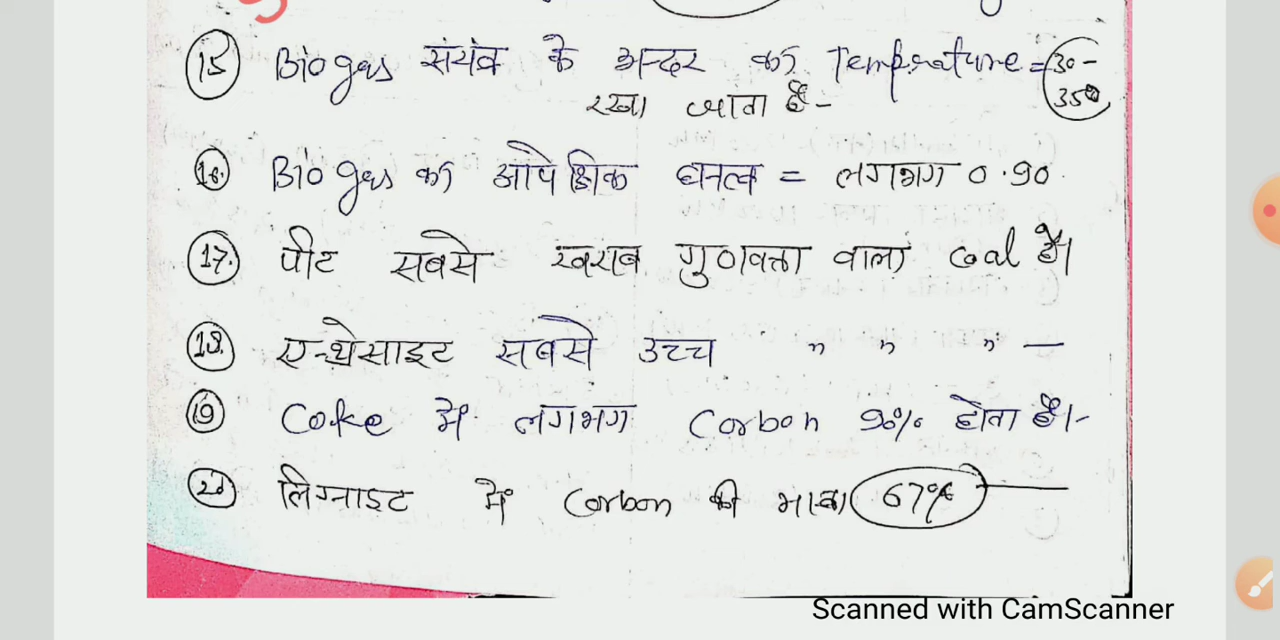 (15) Biogas संयंत्र के अन्दर का Temperature = 30-35°
रखा जाता है-
(16.) Biogas का आपेक्षिक घनत्व = लगभग 0.90
(17.) पीट सबसे खराब गुणवत्ता वाला Coal है।
(18.) एन्थ्रेसाइट सबसे उच्च " " " —
(19) Coke में लगभग Carbon 90% होता है।-
(20) लिग्नाइट में Carbon की मात्रा 67%
Scanned with CamScanner